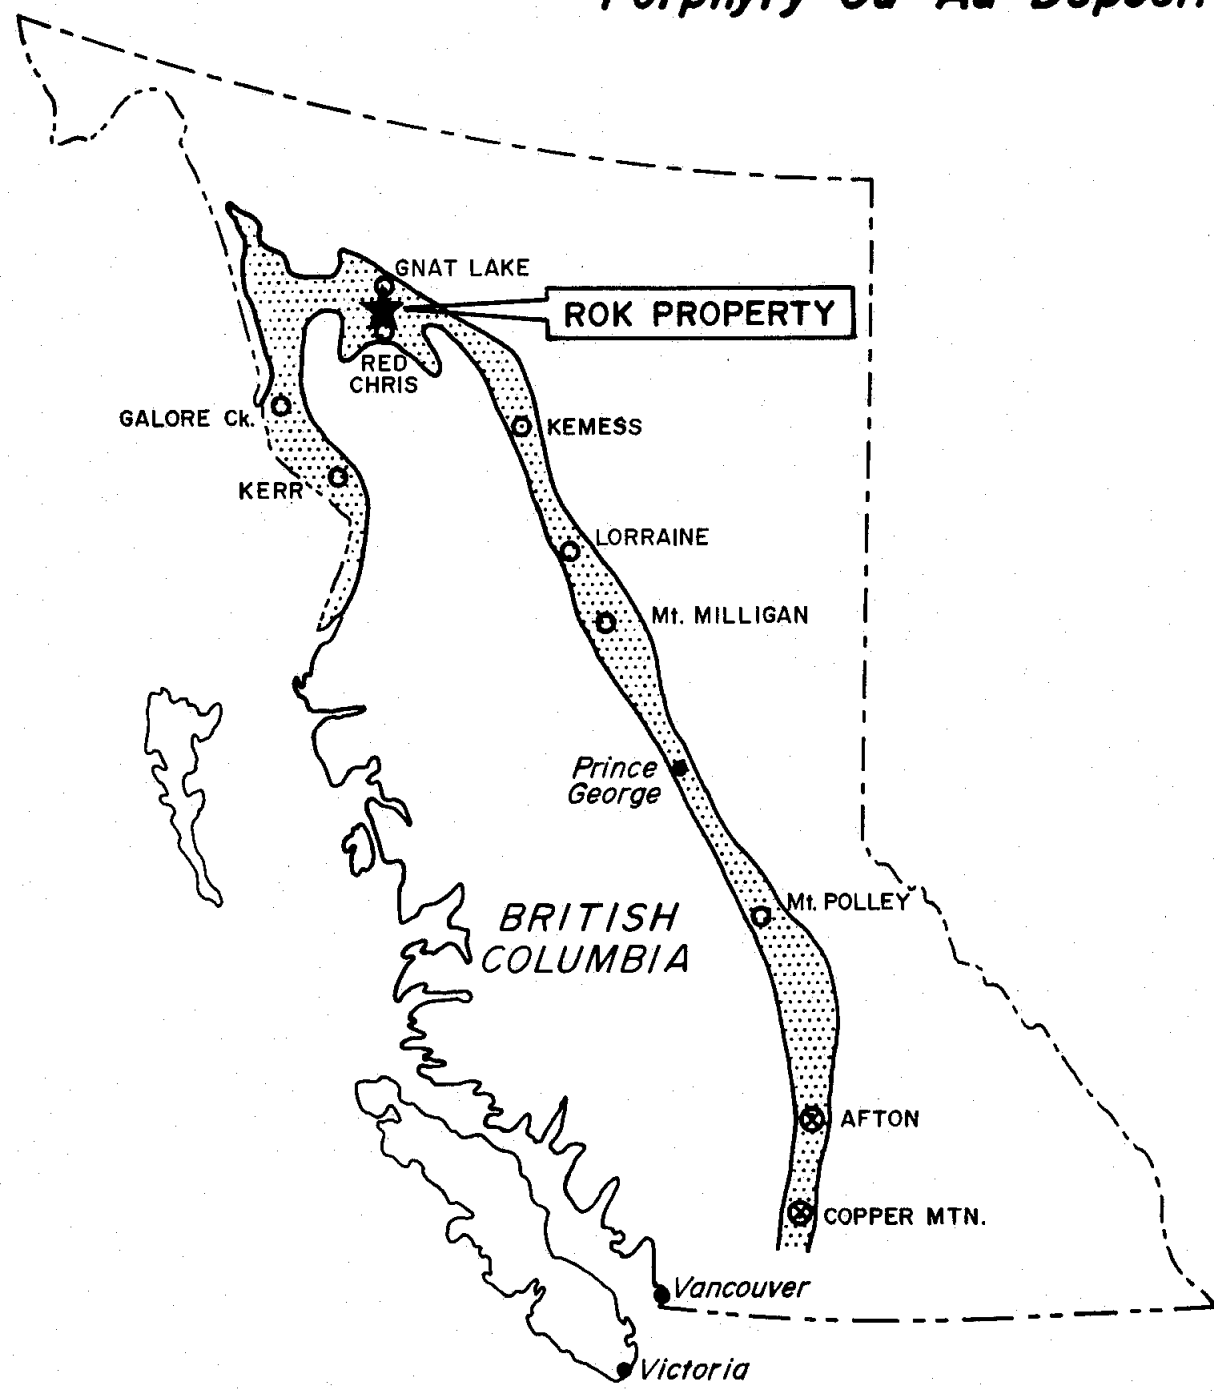 Porphyry Cu-Au Deposit
GNAT LAKE
ROK PROPERTY
RED
CHRIS
GALORE Ck.
KEMESS
KERR
LORRAINE
Mt. MILLIGAN
Prince
George
Mt. POLLEY
BRITISH
COLUMBIA
AFTON
COPPER MTN.
Vancouver
Victoria